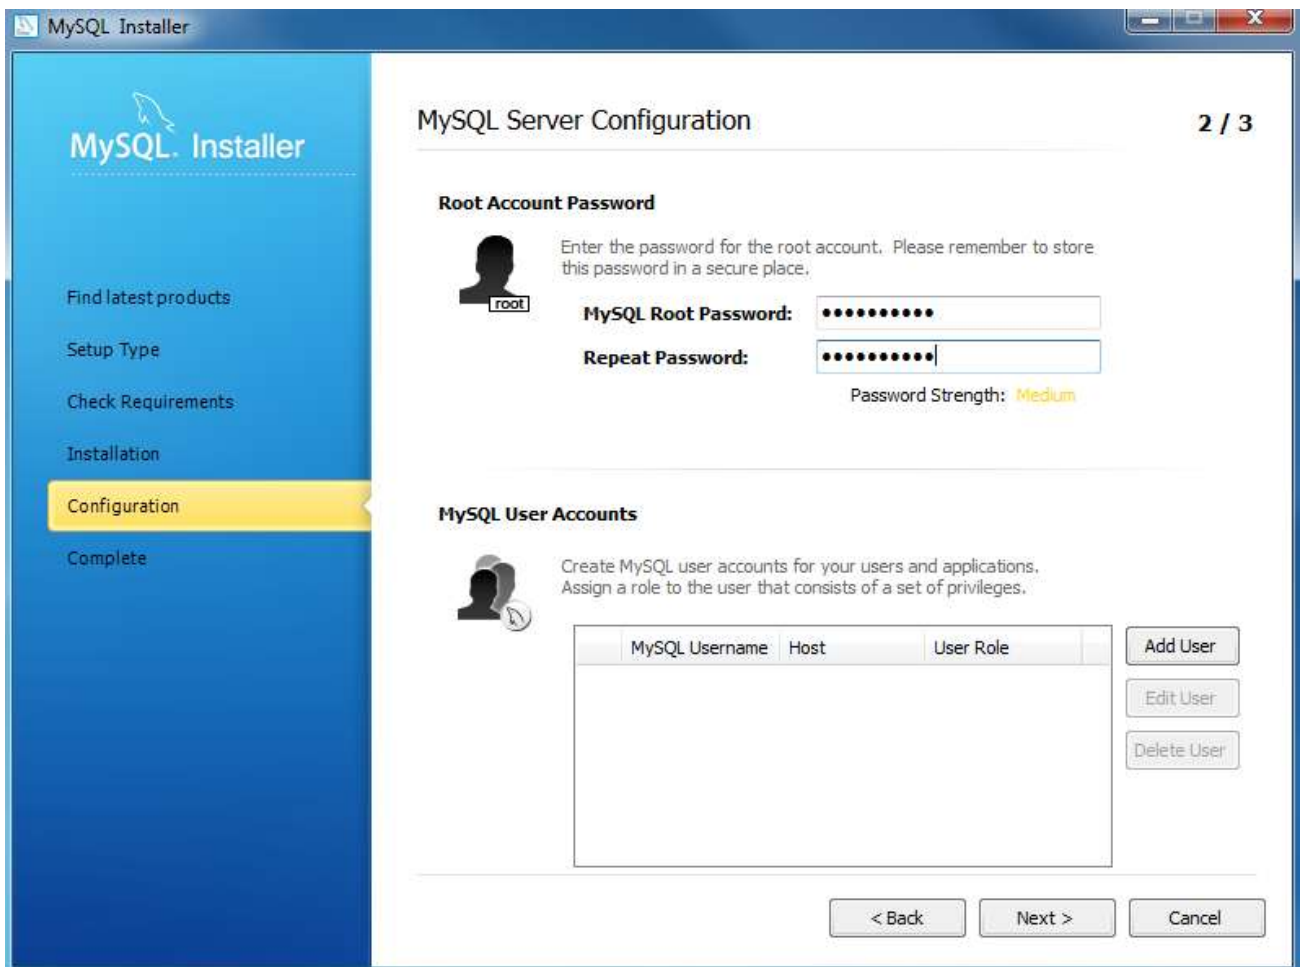 MySQL Installer
MySQL. Installer
Find latest products
Setup Type
Check Requirements
Installation
Configuration
Complete
MySQL Server Configuration
2 / 3
Root Account Password
Enter the password for the root account. Please remember to store
this password in a secure place.
root
MySQL Root Password: ●●●●●●●●●●
Repeat Password: ●●●●●●●●●●
Password Strength: Medium
MySQL User Accounts
Create MySQL user accounts for your users and applications.
Assign a role to the user that consists of a set of privileges.
MySQL Username Host User Role
Add User
Edit User
Delete User
< Back Next > Cancel